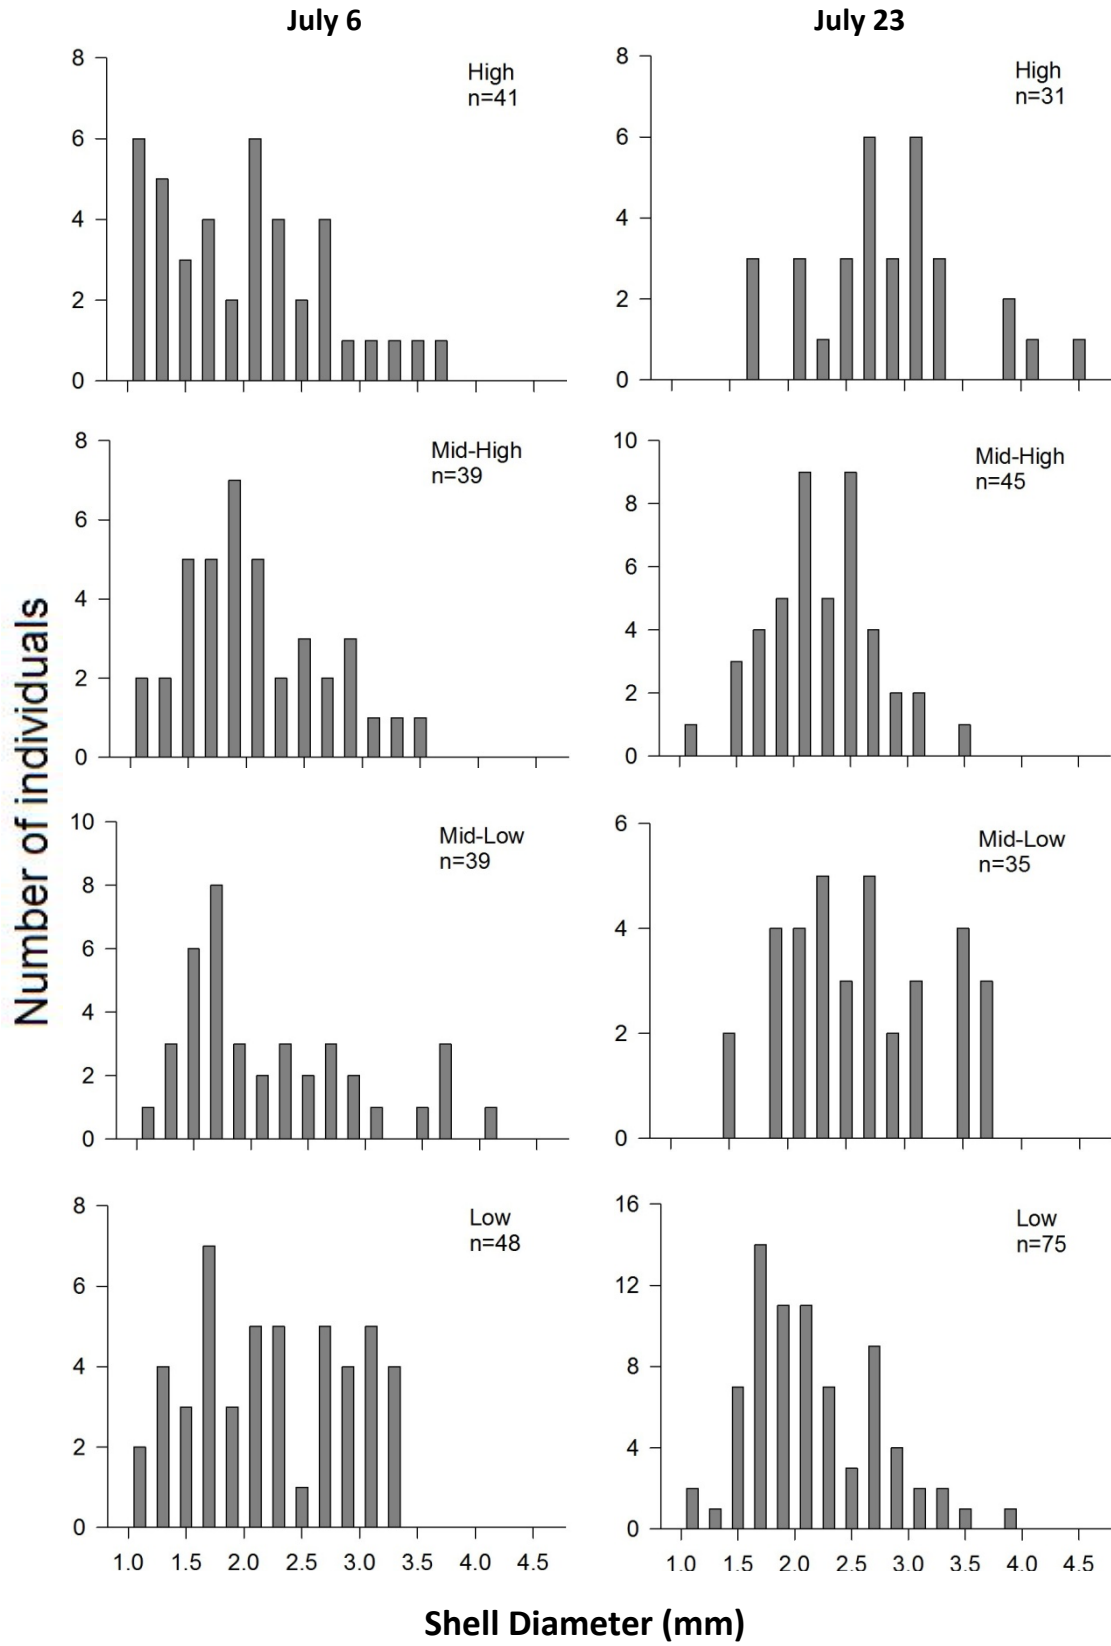 July 6
July 23
8
6
4
2
0
High
n=41
8
6
4
2
0
High
n=31
8
6
4
2
0
Mid-High
n=39
10
8
6
4
2
0
Mid-High
n=45
Number of individuals
10
8
6
4
2
0
Mid-Low
n=39
6
4
2
0
Mid-Low
n=35
8
6
4
2
0
Low
n=48
1.0 1.5 2.0 2.5 3.0 3.5 4.0 4.5
16
12
8
4
0
Low
n=75
1.0 1.5 2.0 2.5 3.0 3.5 4.0 4.5
Shell Diameter (mm)